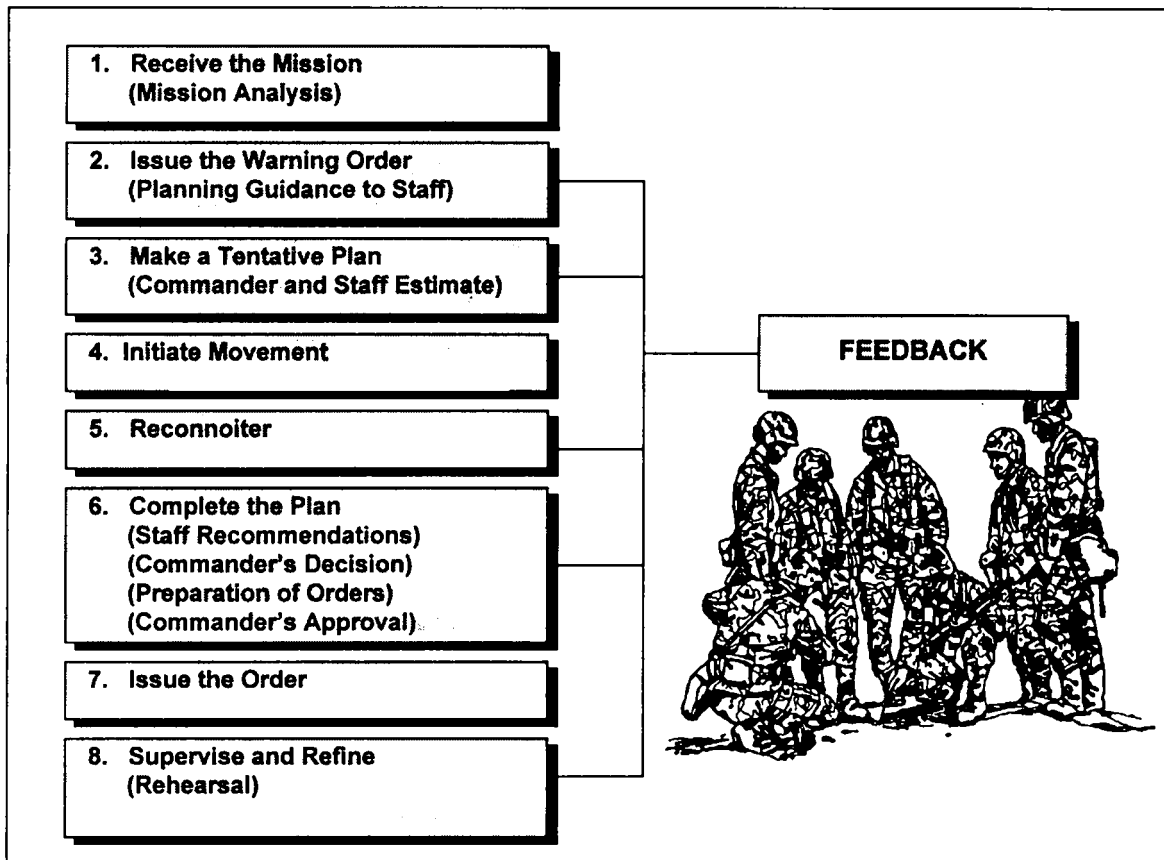 1. Receive the Mission
(Mission Analysis)
2. Issue the Warning Order
(Planning Guidance to Staff)
3. Make a Tentative Plan
(Commander and Staff Estimate)
4. Initiate Movement
FEEDBACK
5. Reconnoiter
6. Complete the Plan
(Staff Recommendations)
(Commander's Decision)
(Preparation of Orders)
(Commander's Approval)
7. Issue the Order
8. Supervise and Refine
(Rehearsal)